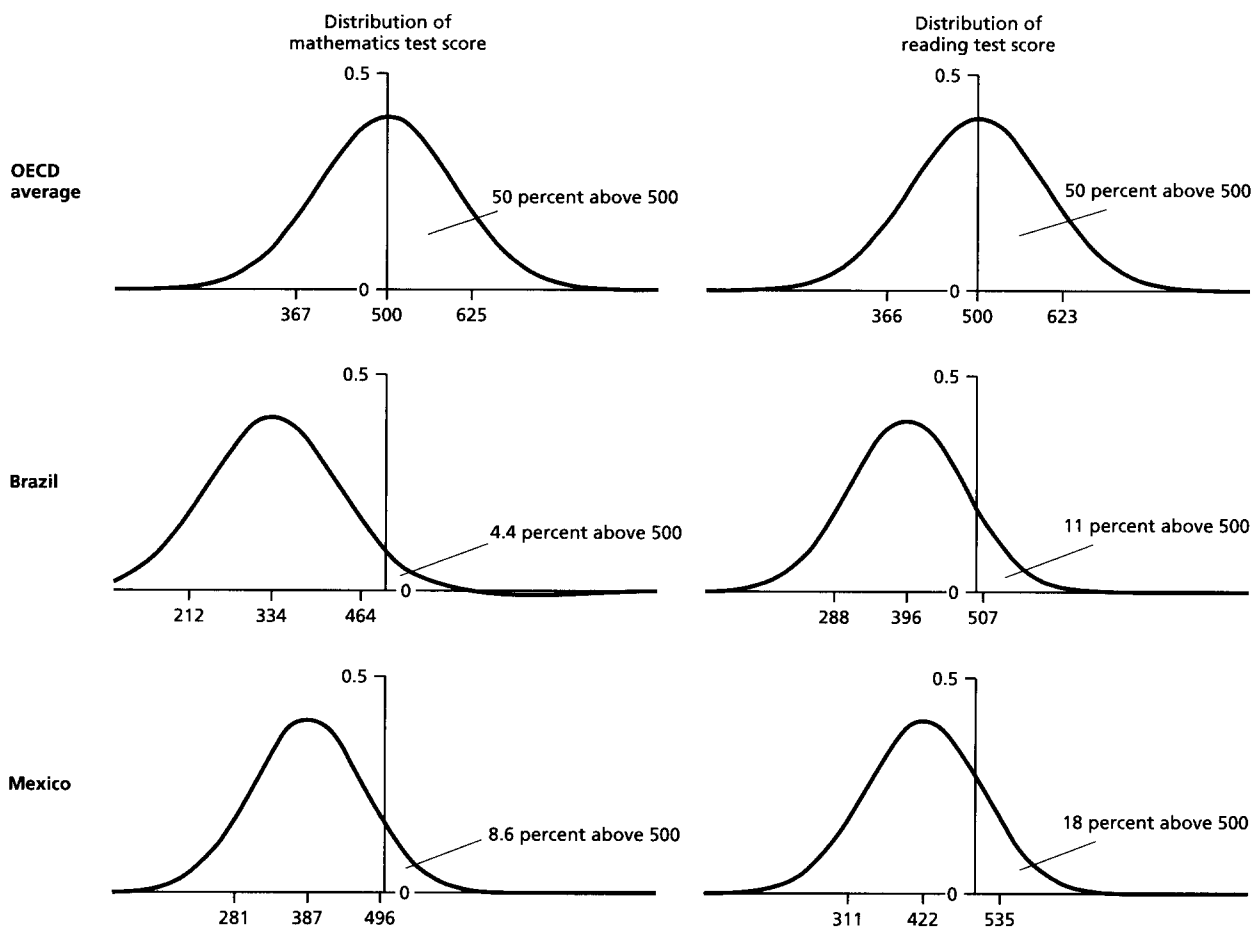 Distribution of
mathematics test score
Distribution of
reading test score
OECD
average
0.5
50 percent above 500
0
367
500
625
0.5
50 percent above 500
0
366
500
623
Brazil
0.5
4.4 percent above 500
0
212
334
464
0.5
11 percent above 500
0
288
396
507
Mexico
0.5
8.6 percent above 500
0
281
387
496
0.5
18 percent above 500
0
311
422
535